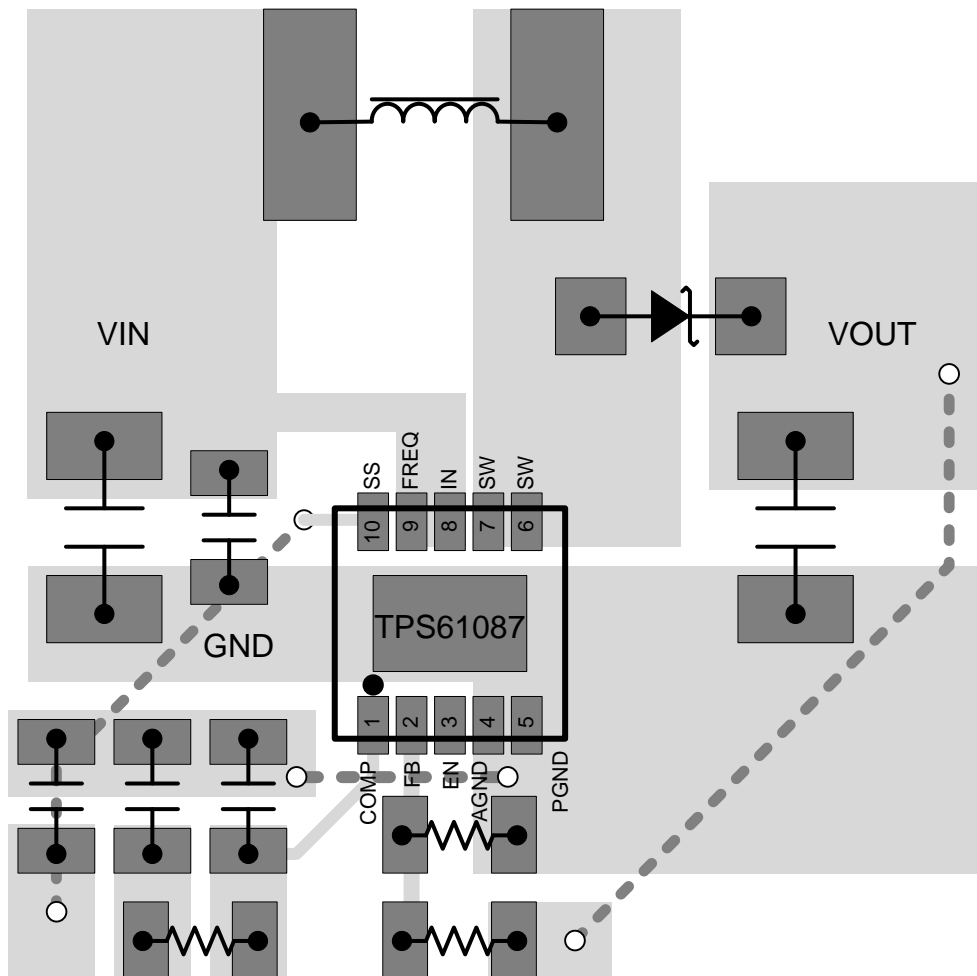 VIN
VOUT
SS
FREQ
IN
SW
SW
10
9
8
7
6
TPS61087
GND
1
2
3
4
5
COMP
FB
EN
AGND
PGND